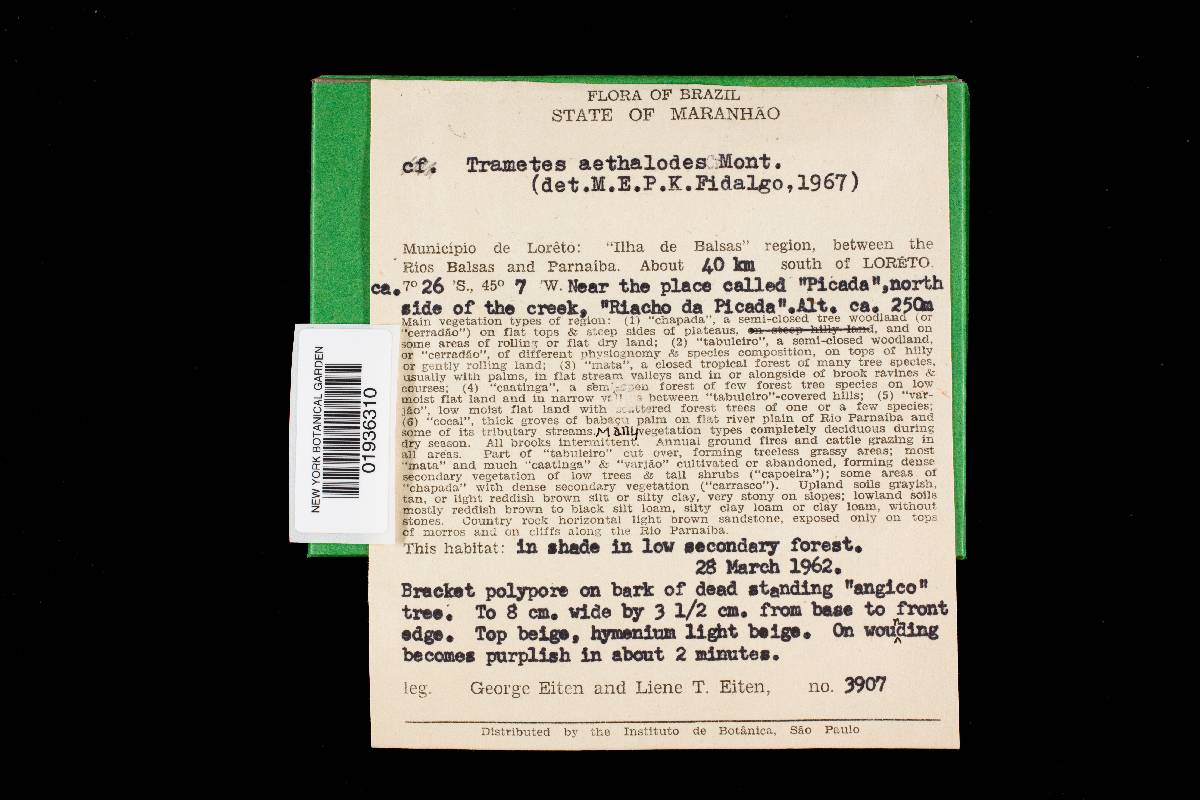 FLORA OF BRAZIL
STATE OF MARANHÃO
cf. Trametes aethalodes Mont.
(det.M.E.P.K.Fidalgo,1967)
Município de Lorêto: "Ilha de Balsas" region, between the
Rios Balsas and Parnaíba. About 40 km south of LORÊTO.
ca. 7º 26 'S., 45º 7 'W. Near the place called "Picada",north
side of the creek, "Riacho da Picada".Alt. ca. 250m
Main vegetation types of region: (1) "chapada", a semi-closed tree woodland (or
"cerradão") on flat tops & steep sides of plateaus, on steep hilly land, and on
some areas of rolling or flat dry land; (2) "tabuleiro", a semi-closed woodland,
or "cerradão", of different physiognomy & species composition, on tops of hilly
or gently rolling land; (3) "mata", a closed tropical forest of many tree species,
usually with palms, in flat stream valleys and in or alongside of brook ravines &
courses; (4) "caatinga", a semi-open forest of few forest tree species on low
moist flat land and in narrow between "tabuleiro"-covered hills; (5) "var-
jão", low moist flat land with scattered forest trees of one or a few species;
(6) "cocal", thick groves of babaçu palm on flat river plain of Rio Parnaíba and
some of its tributary streams. Many vegetation types completely deciduous during
dry season. All brooks intermittent. Annual ground fires and cattle grazing in
all areas. Part of "tabuleiro" cut over, forming treeless grassy areas; most
"mata" and much "caatinga" & "varjão" cultivated or abandoned, forming dense
secondary vegetation of low trees & tall shrubs ("capoeira"); some areas of
"chapada" with dense secondary vegetation ("carrasco"). Upland soils grayish,
tan, or light reddish brown silt or silty clay, very stony on slopes; lowland soils
mostly reddish brown to black silt loam, silty clay loam or clay loam, without
stones. Country rock horizontal light brown sandstone, exposed only on tops
of morros and on cliffs along the Rio Parnaíba.
This habitat: in shade in low secondary forest.
28 March 1962.
Bracket polypore on bark of dead standing "angico"
tree. To 8 cm. wide by 3 1/2 cm. from base to front
edge. Top beige, hymenium light beige. On wounding
becomes purplish in about 2 minutes.
leg. George Eiten and Liene T. Eiten, no. 3907
Distributed by the Instituto de Botânica, São Paulo
NEW YORK BOTANICAL GARDEN
01936310